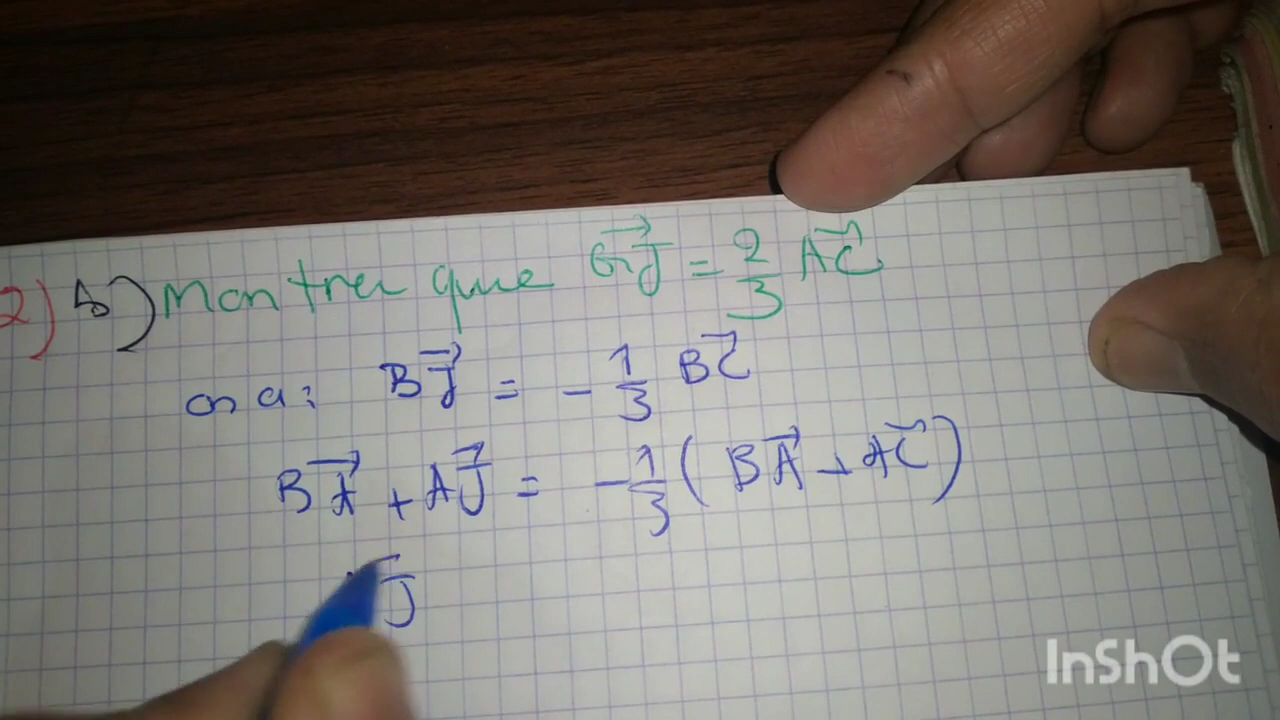 2) b) Montrer que GJ = 2/3 AC
on a : BJ = - 1/3 BC
BA + AJ = - 1/3 ( BA + AC )
J
InShOt